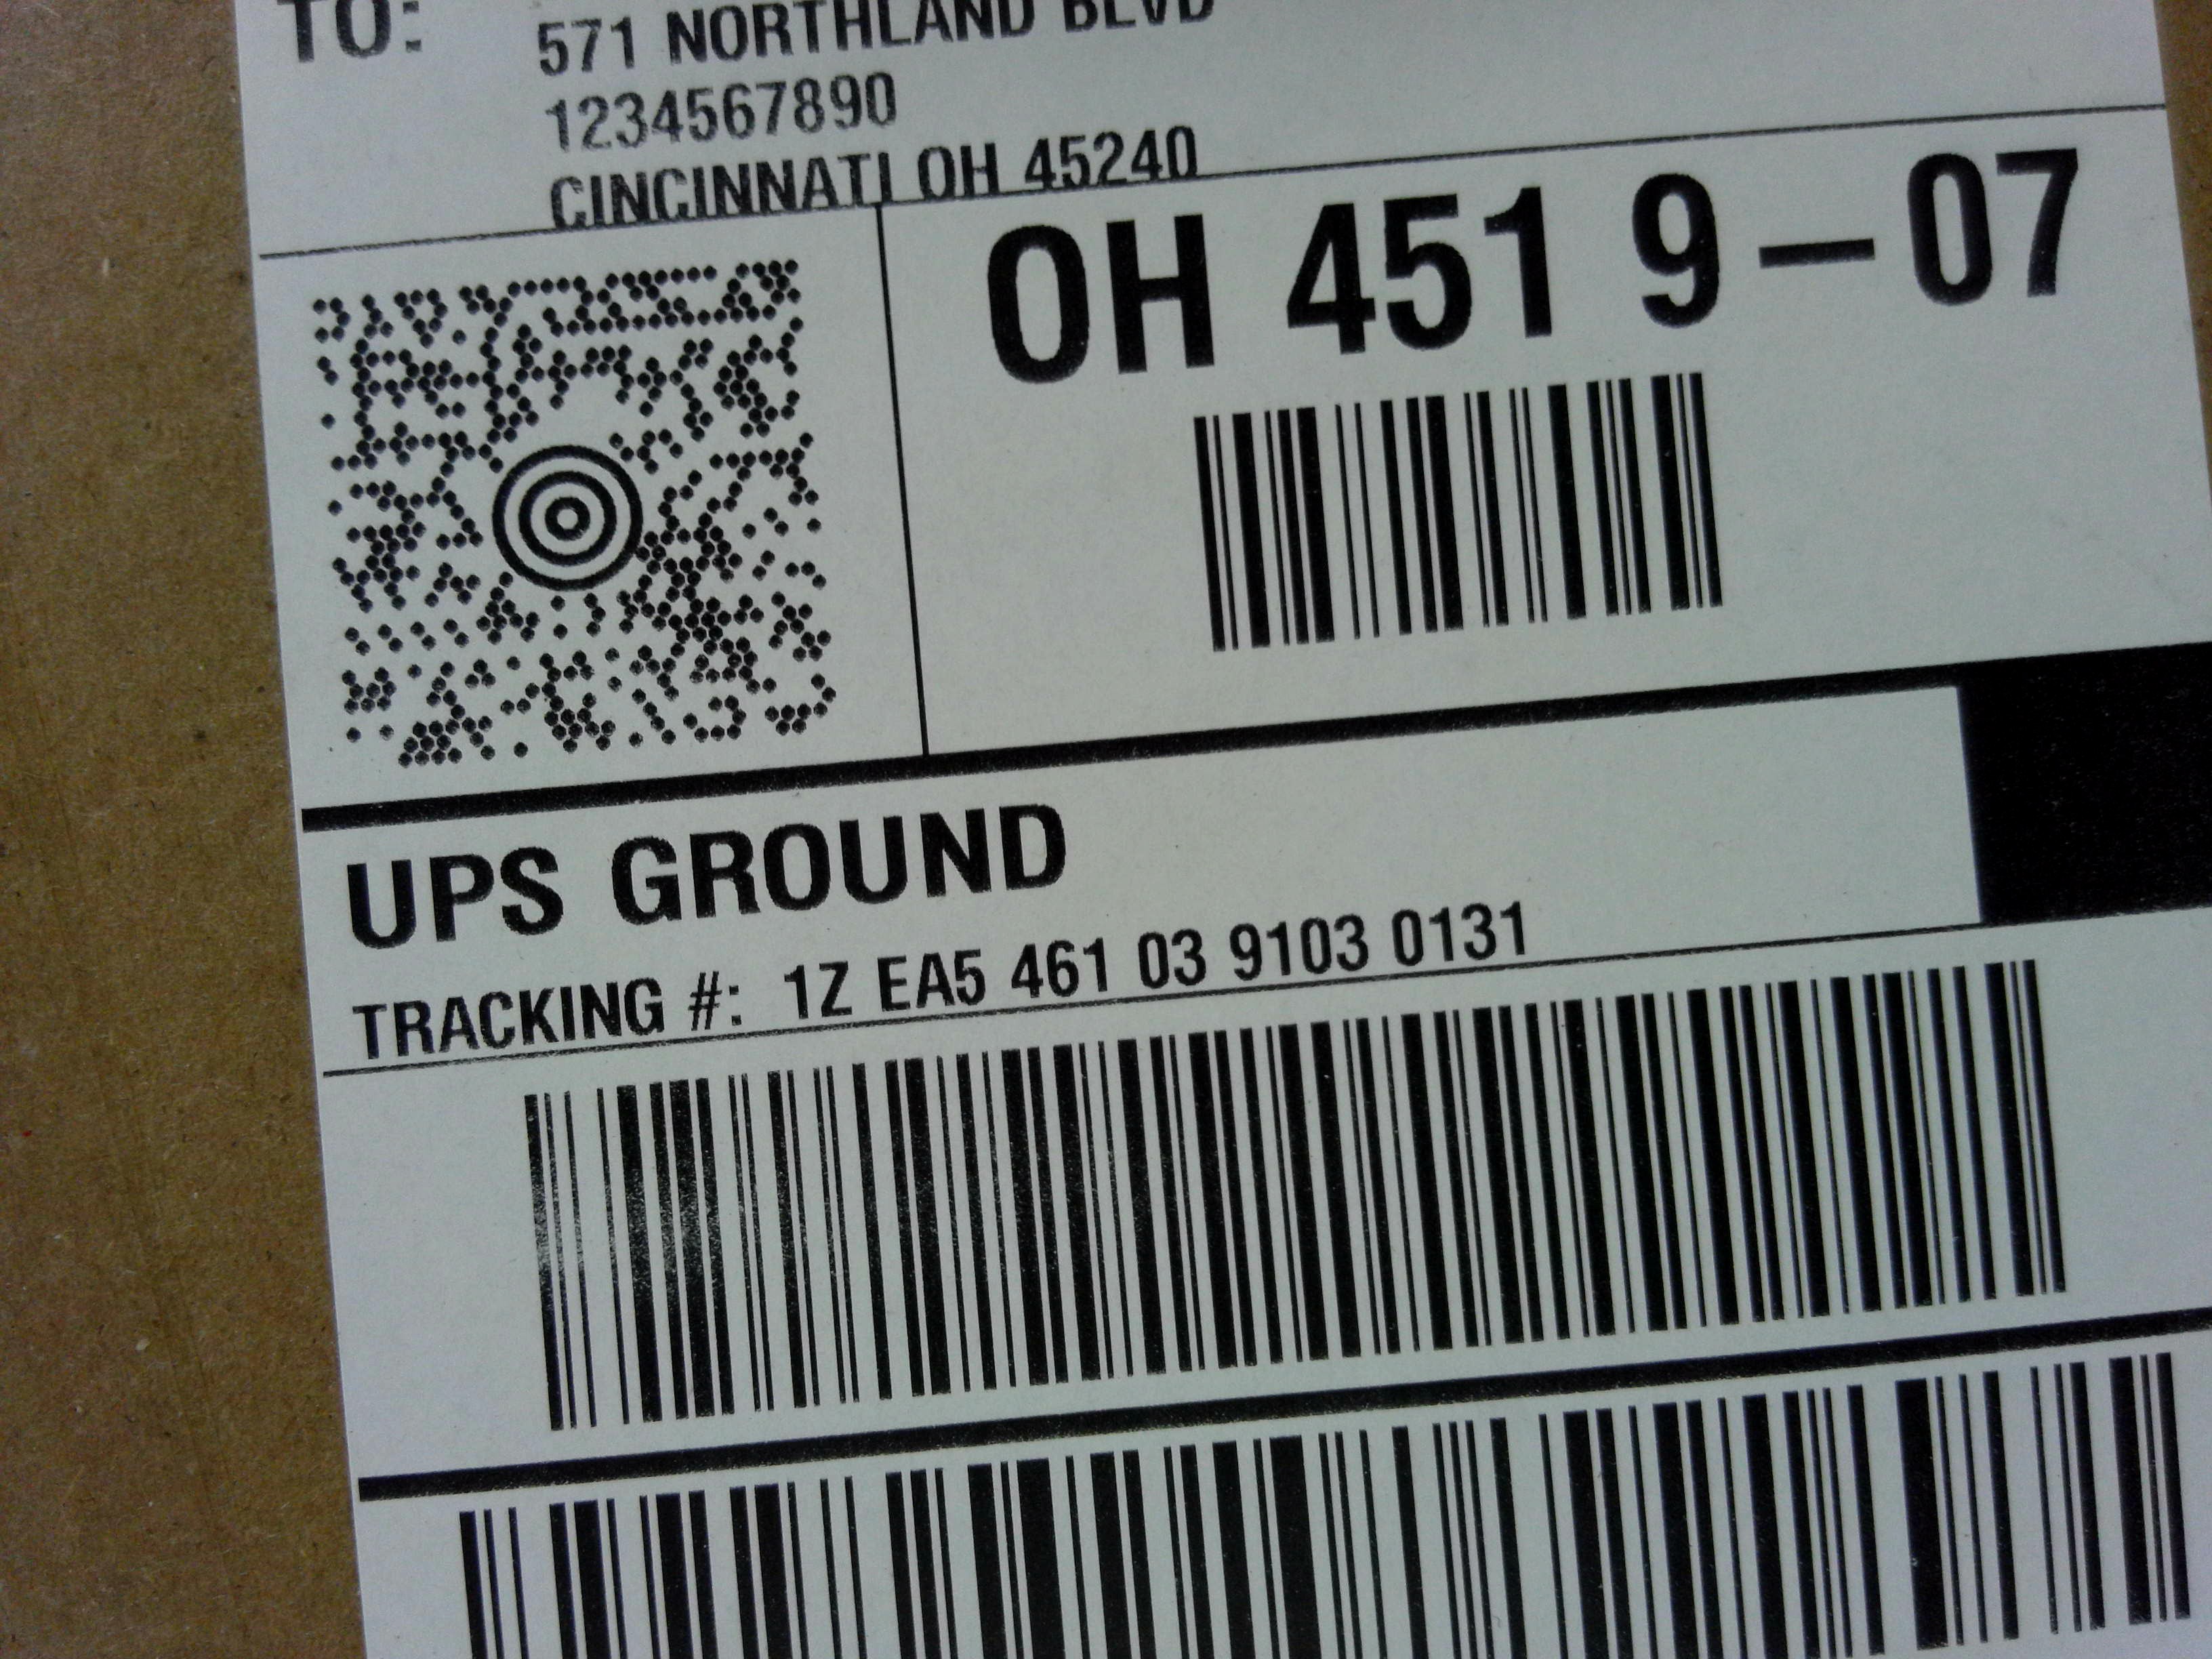 TO:
571 NORTHLAND BLVD
1234567890
CINCINNATI OH 45240
OH 451 9-07
UPS GROUND
TRACKING #: 1Z EA5 461 03 9103 0131